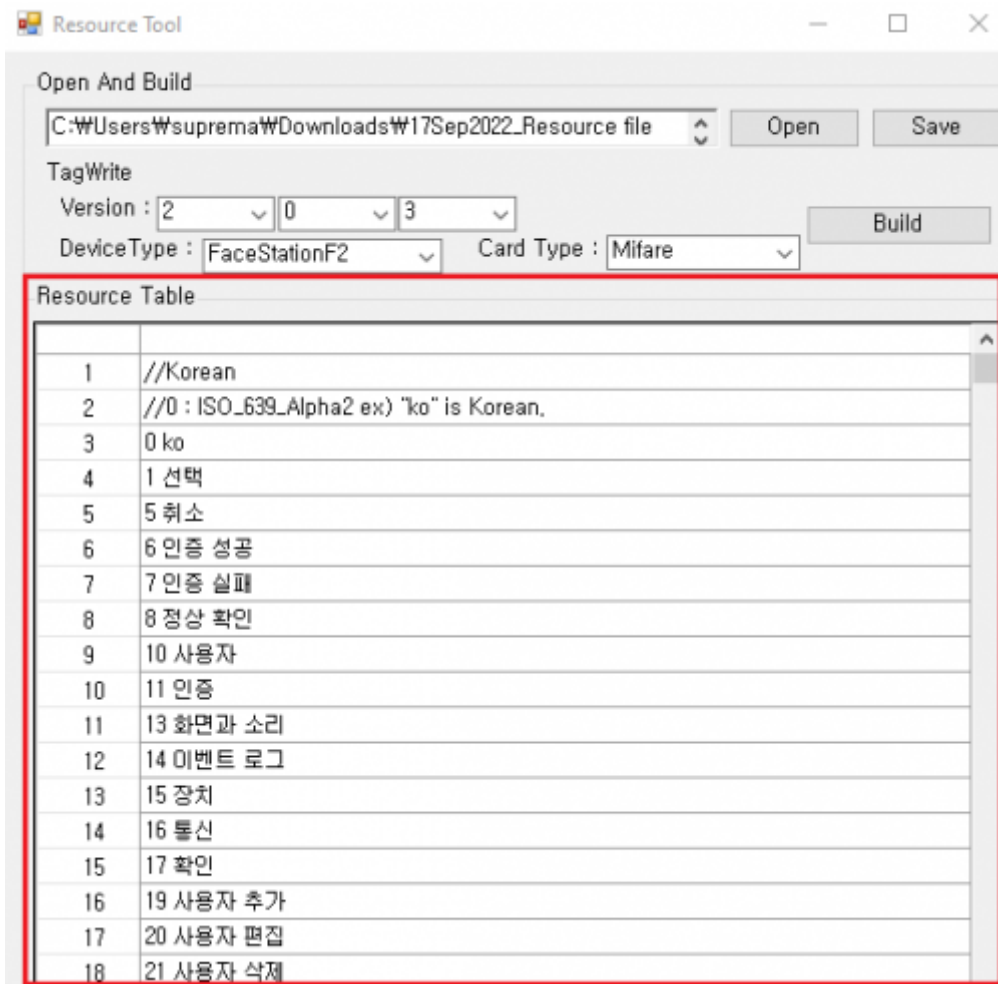 Resource Tool
Open And Build
C:₩Users₩suprema₩Downloads₩17Sep2022_Resource file
Open
Save
TagWrite
Version : 2 0 3
Build
DeviceType : FaceStationF2 Card Type : Mifare
Resource Table
1 //Korean
2 //0 : ISO_639_Alpha2 ex) "ko" is Korean.
3 0 ko
4 1 선택
5 5 취소
6 6 인증 성공
7 7 인증 실패
8 8 정상 확인
9 10 사용자
10 11 인증
11 13 화면과 소리
12 14 이벤트 로그
13 15 장치
14 16 통신
15 17 확인
16 19 사용자 추가
17 20 사용자 편집
18 21 사용자 삭제